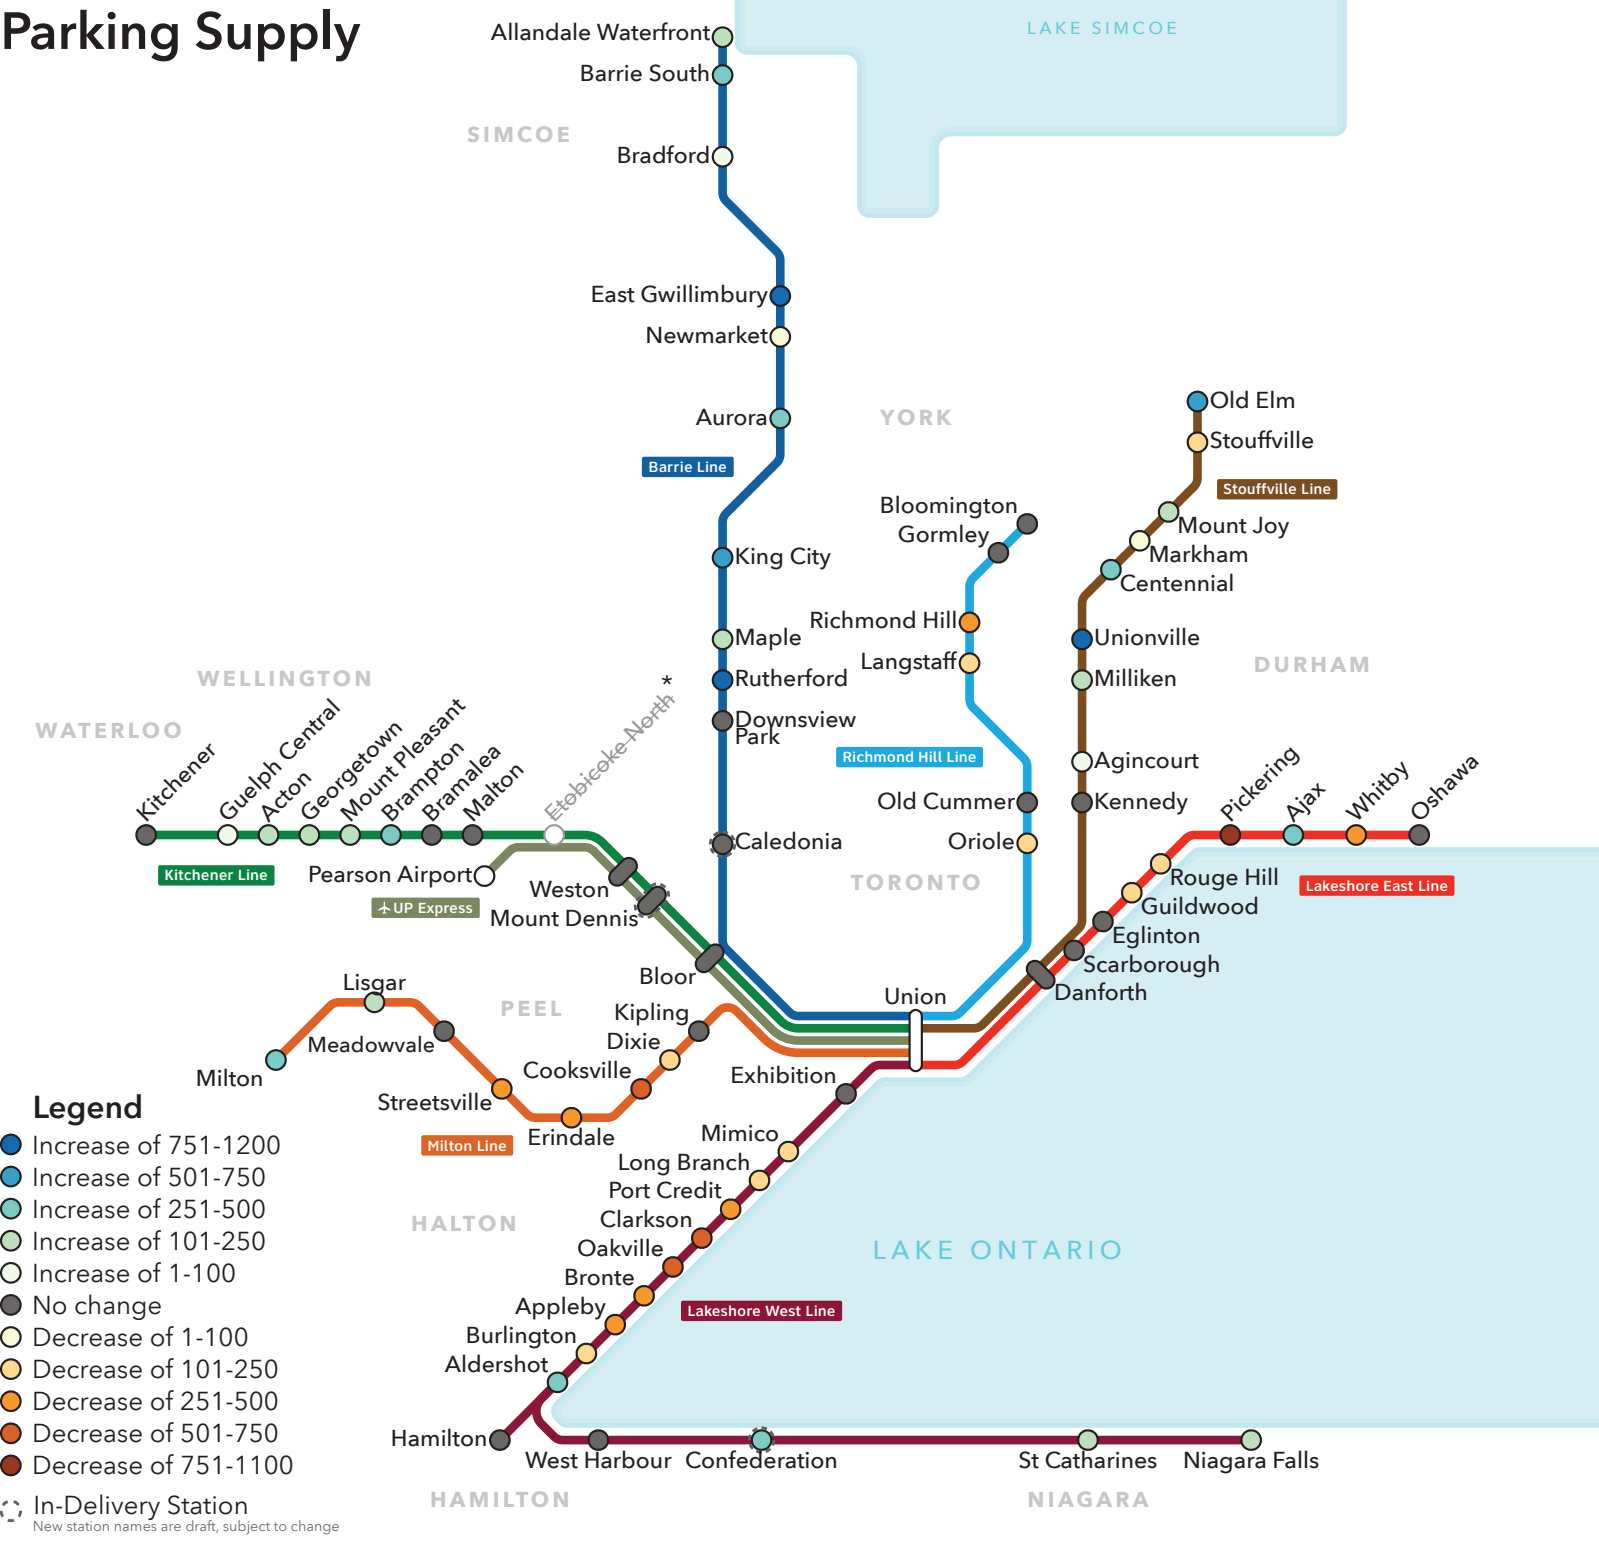 Parking Supply
LAKE SIMCOE
Allandale Waterfront
Barrie South
SIMCOE
Bradford
East Gwillimbury
Newmarket
Aurora
YORK
Old Elm
Stouffville
Barrie Line
Stouffville Line
Bloomington
Gormley
Mount Joy
Markham
Centennial
King City
Maple
Richmond Hill
Unionville
Langstaff
DURHAM
WELLINGTON
Rutherford
Milliken
*
WATERLOO
Downsview
Park
Richmond Hill Line
Agincourt
Kitchener
Guelph Central
Acton
Georgetown
Mount Pleasant
Brampton
Bramalea
Malton
Etobicoke North
Old Cummer
Kennedy
Pickering
Ajax
Whitby
Oshawa
Caledonia
Oriole
Kitchener Line
Pearson Airport
Weston
TORONTO
Rouge Hill
Lakeshore East Line
UP Express
Mount Dennis
Guildwood
Eglinton
Scarborough
Bloor
Danforth
Lisgar
Union
PEEL
Kipling
Meadowvale
Dixie
Cooksville
Milton
Exhibition
Streetsville
Erindale
Milton Line
Mimico
Long Branch
Port Credit
Clarkson
HALTON
Oakville
LAKE ONTARIO
Bronte
Appleby
Lakeshore West Line
Burlington
Aldershot
Hamilton
West Harbour
Confederation
St Catharines
Niagara Falls
HAMILTON
NIAGARA
Legend
Increase of 751-1200
Increase of 501-750
Increase of 251-500
Increase of 101-250
Increase of 1-100
No change
Decrease of 1-100
Decrease of 101-250
Decrease of 251-500
Decrease of 501-750
Decrease of 751-1100
In-Delivery Station
New station names are draft, subject to change